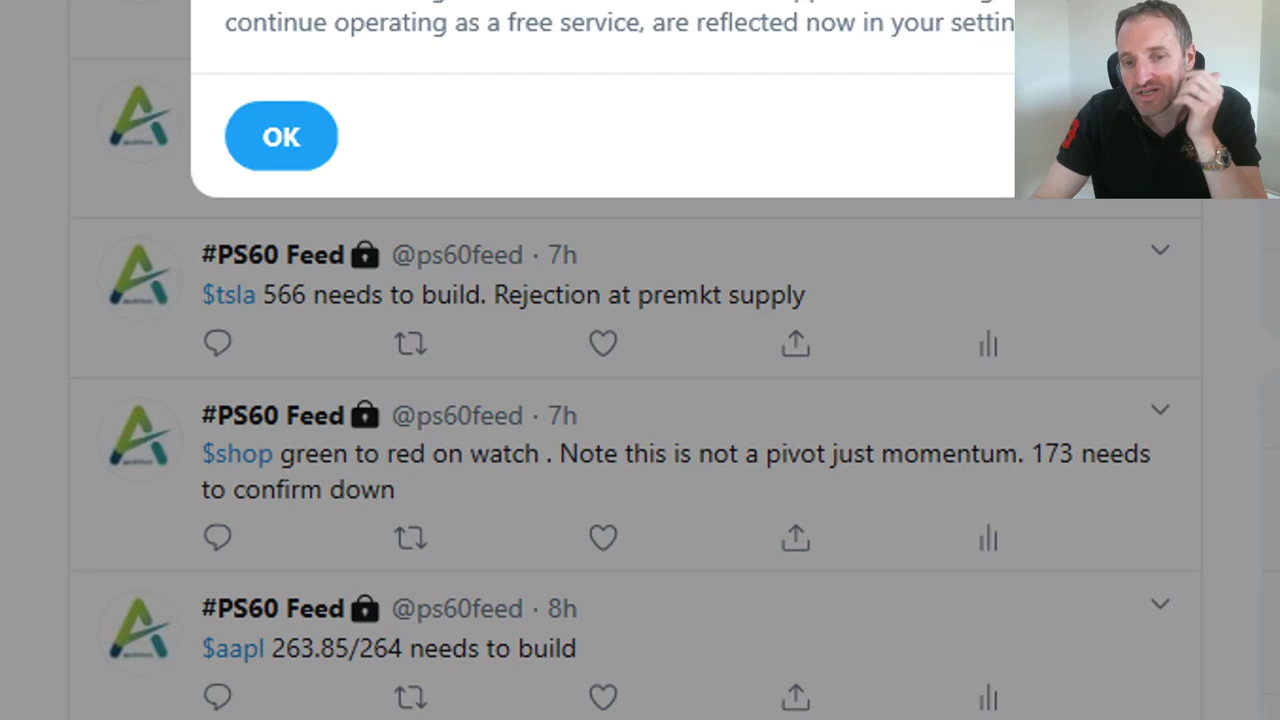 continue operating as a free service, are reflected now in your settin
OK
#PS60 Feed @ps60feed · 7h
$tsla 566 needs to build. Rejection at premkt supply
#PS60 Feed @ps60feed · 7h
$shop green to red on watch . Note this is not a pivot just momentum. 173 needs
to confirm down
#PS60 Feed @ps60feed · 8h
$aapl 263.85/264 needs to build